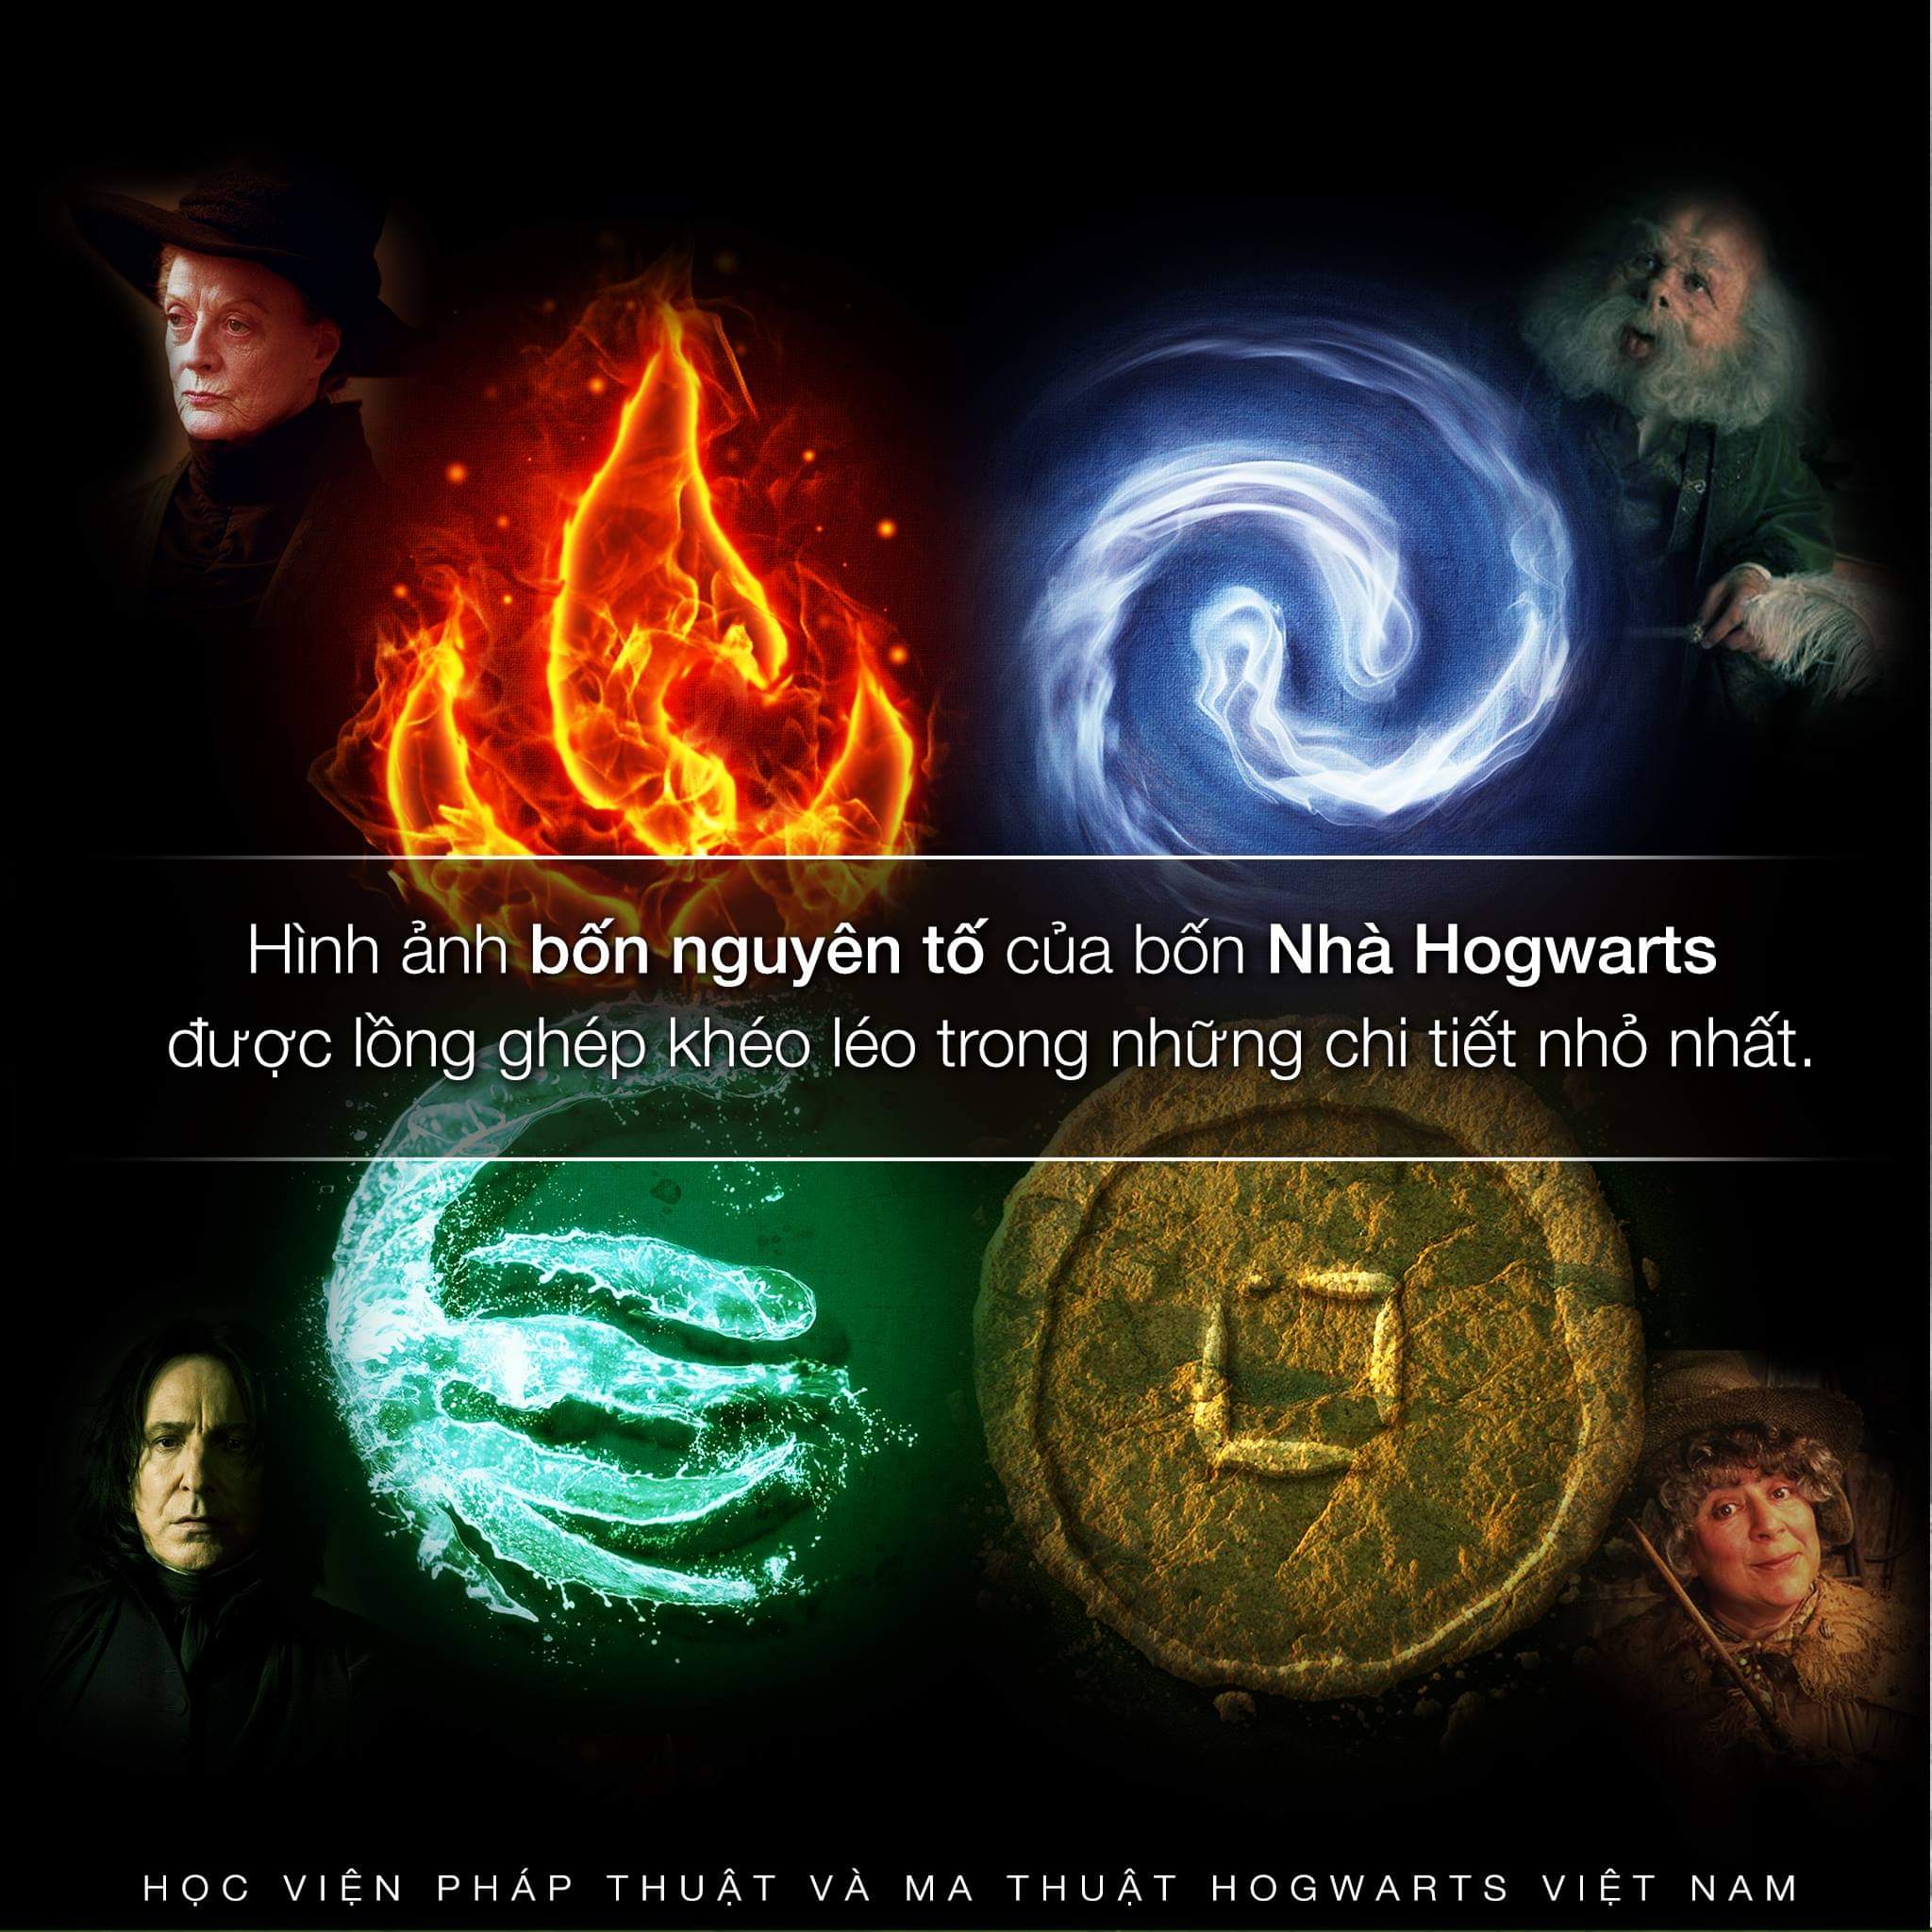 Hình ảnh bốn nguyên tố của bốn Nhà Hogwarts
được lồng ghép khéo léo trong những chi tiết nhỏ nhất.
HỌC VIỆN PHÁP THUẬT VÀ MA THUẬT HOGWARTS VIỆT NAM